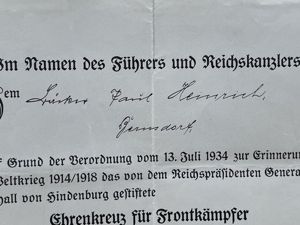 Im Namen des Führers und Reichskanzlers
Dem Bäcker Paul Heinrich,
f Grund der Verordnung vom 13. Juli 1934 zur Erinnerun
Weltkrieg 1914/1918 das von dem Reichspräsidenten General
hall von Hindenburg gestiftete
Ehrenkreuz für Frontkämpfer